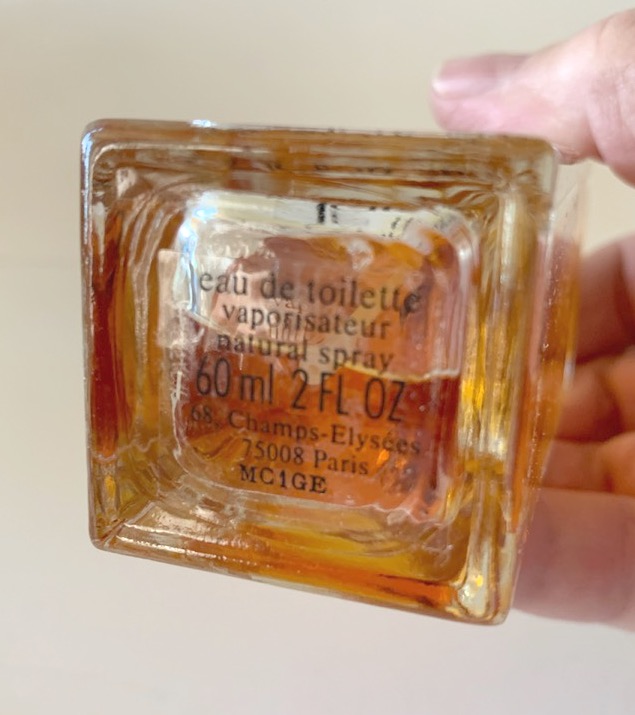 eau de toilette
vaporisateur
natural spray
60 ml 2 FL OZ
68, Champs-Elysées
75008 Paris
MC1GE